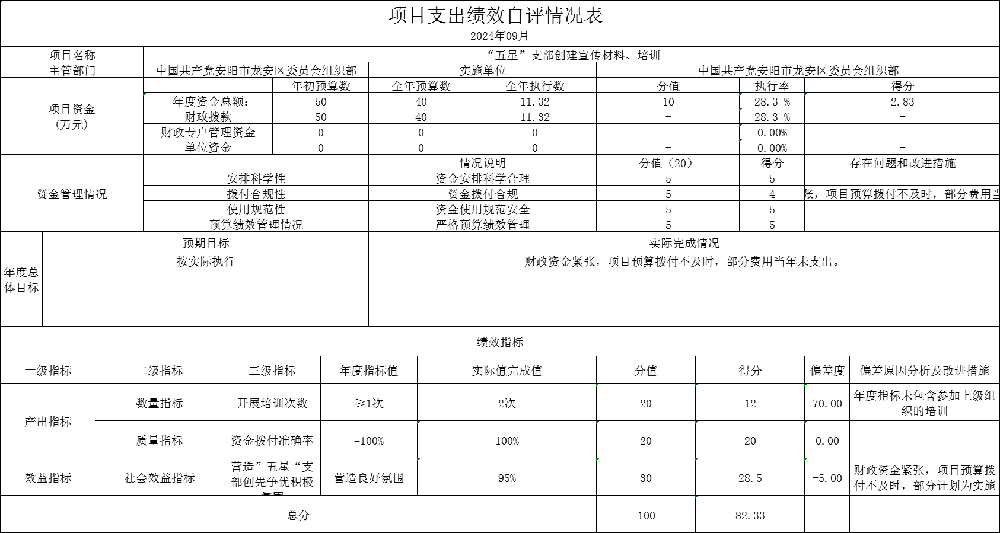 项目支出绩效自评情况表
2024年09月
项目名称 “五星”支部创建宣传材料、培训
主管部门 中国共产党安阳市龙安区委员会组织部 实施单位 中国共产党安阳市龙安区委员会组织部
项目资金
(万元)
年初预算数 全年预算数 全年执行数 分值 执行率 得分
年度资金总额: 50 40 11.32 10 28.3 % 2.83
财政拨款 50 40 11.32 - 28.3 % -
财政专户管理资金 0 0 0 - 0.00% -
单位资金 0 0 0 - 0.00% -
资金管理情况
情况说明 分值（20） 得分 存在问题和改进措施
安排科学性 资金安排科学合理 5 5
拨付合规性 资金拨付合规 5 4 张，项目预算拨付不及时，部分费用当
使用规范性 资金使用规范安全 5 5
预算绩效管理情况 严格预算绩效管理 5 5
年度总
体目标
预期目标 实际完成情况
按实际执行 财政资金紧张，项目预算拨付不及时，部分费用当年未支出。
绩效指标
一级指标 二级指标 三级指标 年度指标值 实际值完成值 分值 得分 偏差度 偏差原因分析及改进措施
产出指标
数量指标 开展培训次数 ≥1次 2次 20 12 70.00 年度指标未包含参加上级组
织的培训
质量指标 资金拨付准确率 =100% 100% 20 20 0.00
效益指标 社会效益指标 营造”五星“支
部创先争优积极
营造良好氛围 95% 30 28.5 -5.00 财政资金紧张，项目预算拨
付不及时，部分计划为实施
总分 100 82.33